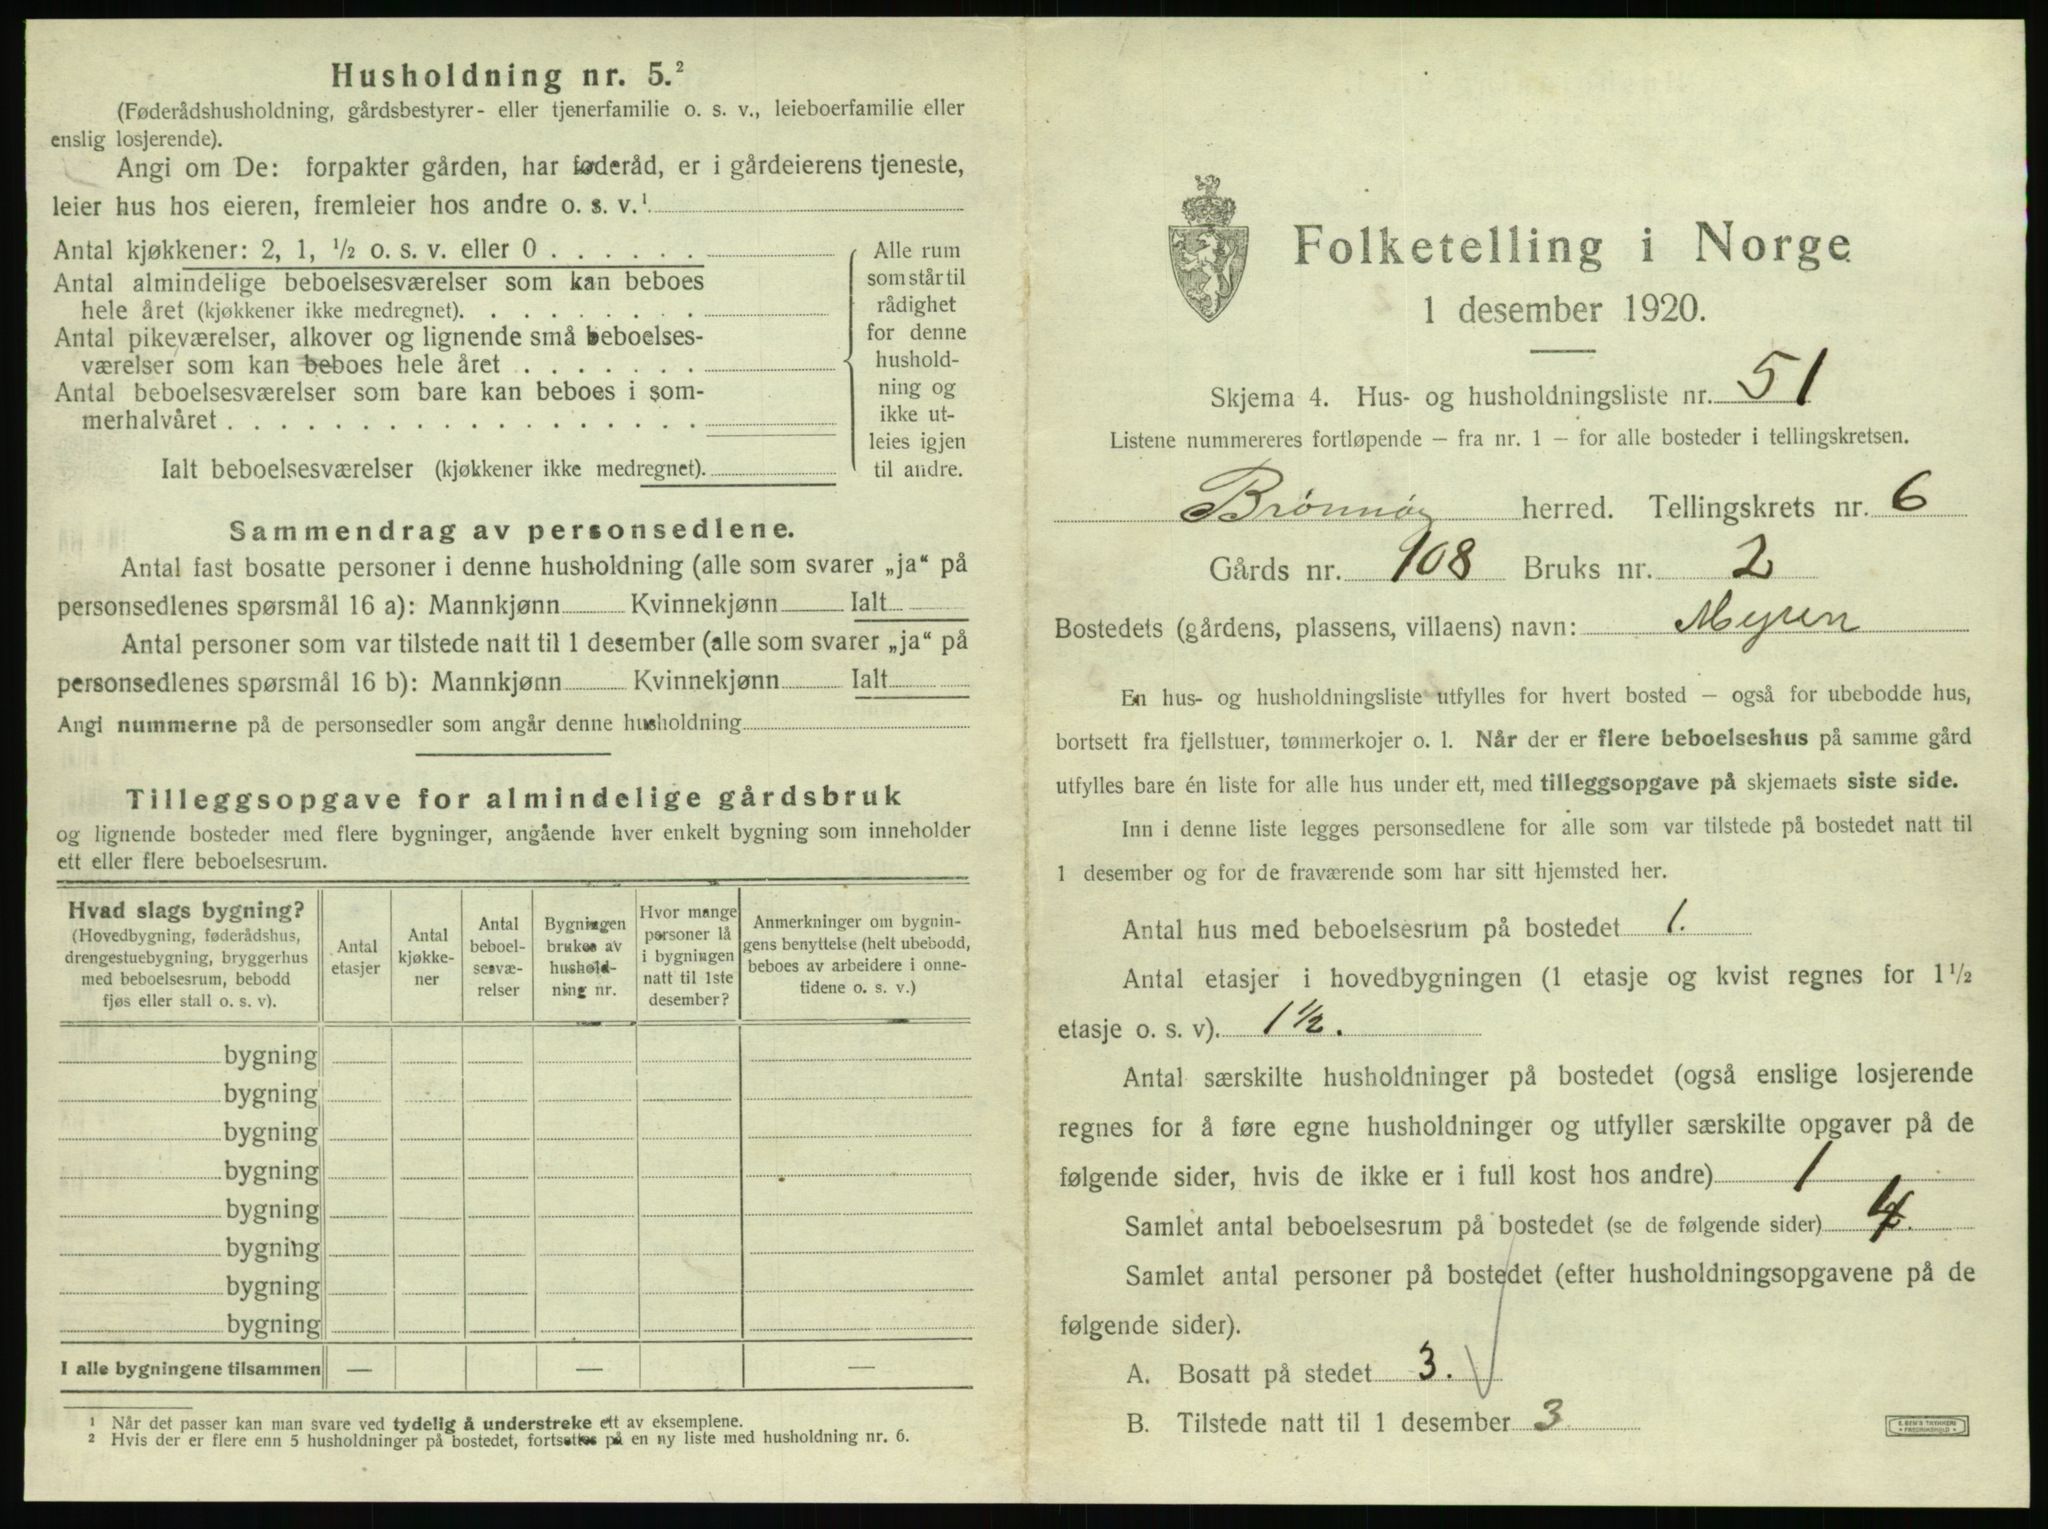 Husholdning nr. 5.²
(Føderådshusholdning, gårdsbestyrer- eller tjenerfamilie o. s. v., leieboerfamilie eller
enslig losjerende).
Angi om De: forpakter gården, har føderåd, er i gårdeierens tjeneste,
leier hus hos eieren, fremleier hos andre o. s. v.¹
Antal kjøkkener: 2, 1, ½ o. s. v. eller 0 . . . . . .
Antal almindelige beboelsesværelser som kan beboes
hele året (kjøkkener ikke medregnet). . . . . . . . .
Antal pikeværelser, alkover og lignende små beboelses-
værelser som kan beboes hele året . . . . . . .
Antal beboelsesværelser som bare kan beboes i som-
merhalvåret . . . . . . . . . . . . . . . . . .
Ialt beboelsesværelser (kjøkkener ikke medregnet).
Alle rum
som står til
rådighet
for denne
hushold-
ning og
ikke ut-
leies igjen
til andre.
Sammendrag av personsedlene.
Antal fast bosatte personer i denne husholdning (alle som svarer „ja“ på
personsedlenes spørsmål 16 a): Mannkjønn Kvinnekjønn Ialt
Antal personer som var tilstede natt til 1 desember (alle som svarer „ja“ på
personsedlenes spørsmål 16 b): Mannkjønn Kvinnekjønn Ialt
Angi nummerne på de personsedler som angår denne husholdning
Tilleggsopgave for almindelige gårdsbruk
og lignende bosteder med flere bygninger, angående hver enkelt bygning som inneholder
ett eller flere beboelsesrum.
Hvad slags bygning?
(Hovedbygning, føderådshus,
drengestuebygning, bryggerhus
med beboelsesrum, bebodd
fjøs eller stall o. s. v).
Antal
etasjer
Antal
kjøkke-
ner
Antal
beboel-
sesvæ-
relser
Bygningen
brukes av
hushold-
ning nr.
Hvor mange
personer lå
i bygningen
natt til 1ste
desember?
Anmerkninger om bygnin-
gens benyttelse (helt ubebodd,
beboes av arbeidere i onne-
tidene o. s. v.)
bygning
bygning
bygning
bygning
bygning
bygning
bygning
bygning
I alle bygningene tilsammen — — —
¹ Når det passer kan man svare ved tydelig å understreke ett av eksemplene.
² Hvis der er flere enn 5 husholdninger på bostedet, fortsettes på en ny liste med husholdning nr. 6.
Folketelling i Norge
1 desember 1920.
Skjema 4. Hus- og husholdningsliste nr. 51
Listene nummereres fortløpende – fra nr. 1 – for alle bosteder i tellingskretsen.
Brønnøy herred. Tellingskrets nr. 6
Gårds nr. 108 Bruks nr. 2
Bostedets (gårdens, plassens, villaens) navn: Myren
En hus- og husholdningsliste utfylles for hvert bosted – også for ubebodde hus,
bortsett fra fjellstuer, tømmerkojer o. l. Når der er flere beboelseshus på samme gård
utfylles bare én liste for alle hus under ett, med tilleggsopgave på skjemaets siste side.
Inn i denne liste legges personsedlene for alle som var tilstede på bostedet natt til
1 desember og for de fraværende som har sitt hjemsted her.
Antal hus med beboelsesrum på bostedet 1.
Antal etasjer i hovedbygningen (1 etasje og kvist regnes for 1½
etasje o. s. v). 1½.
Antal særskilte husholdninger på bostedet (også enslige losjerende
regnes for å føre egne husholdninger og utfyller særskilte opgaver på de
følgende sider, hvis de ikke er i full kost hos andre) 1
Samlet antal beboelsesrum på bostedet (se de følgende sider) 4.
Samlet antal personer på bostedet (efter husholdningsopgavene på de
følgende sider).
A. Bosatt på stedet 3.
B. Tilstede natt til 1 desember 3